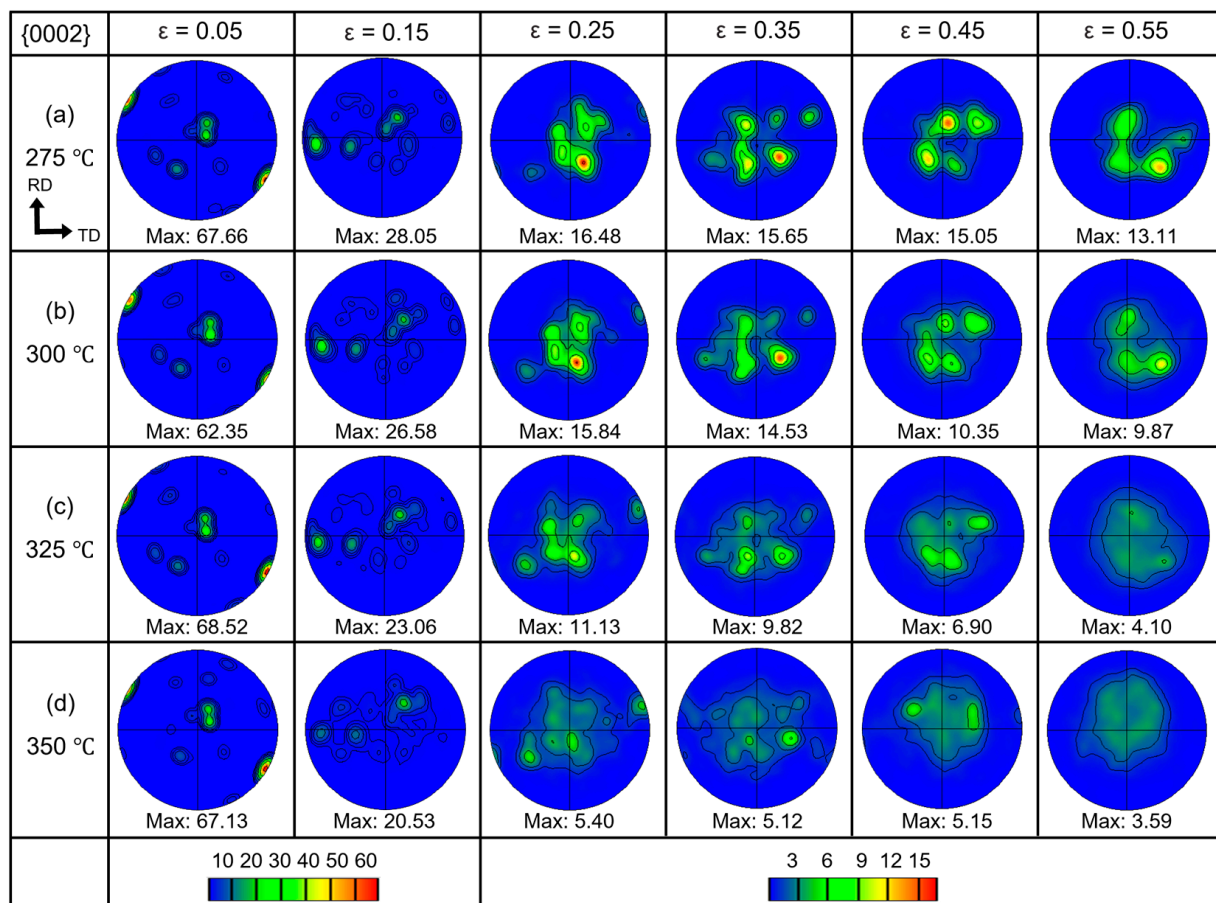 {0002} ε = 0.05 ε = 0.15 ε = 0.25 ε = 0.35 ε = 0.45 ε = 0.55
(a)
275 ℃
RD
TD
Max: 67.66 Max: 28.05 Max: 16.48 Max: 15.65 Max: 15.05 Max: 13.11
(b)
300 ℃
Max: 62.35 Max: 26.58 Max: 15.84 Max: 14.53 Max: 10.35 Max: 9.87
(c)
325 ℃
Max: 68.52 Max: 23.06 Max: 11.13 Max: 9.82 Max: 6.90 Max: 4.10
(d)
350 ℃
Max: 67.13 Max: 20.53 Max: 5.40 Max: 5.12 Max: 5.15 Max: 3.59
10 20 30 40 50 60 3 6 9 12 15